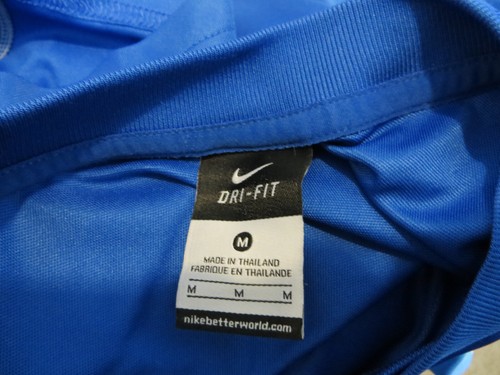 DRI-FIT
M
MADE IN THAILAND
FABRIQUE EN THAILANDE
M M M
nikebetterworld.com